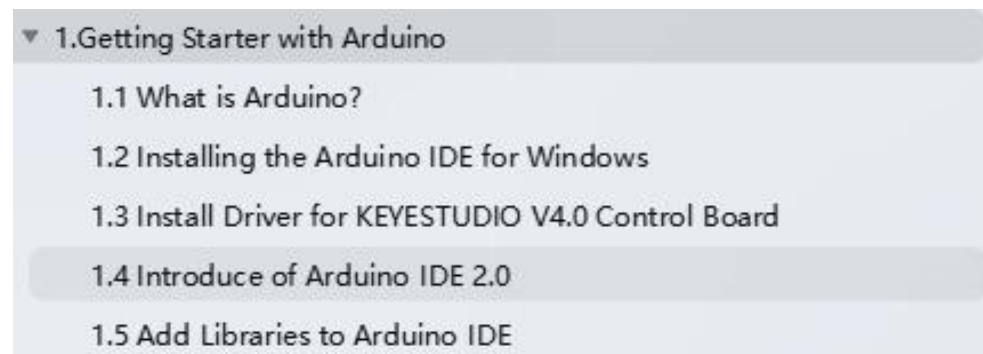 1.Getting Starter with Arduino
1.1 What is Arduino?
1.2 Installing the Arduino IDE for Windows
1.3 Install Driver for KEYESTUDIO V4.0 Control Board
1.4 Introduce of Arduino IDE 2.0
1.5 Add Libraries to Arduino IDE